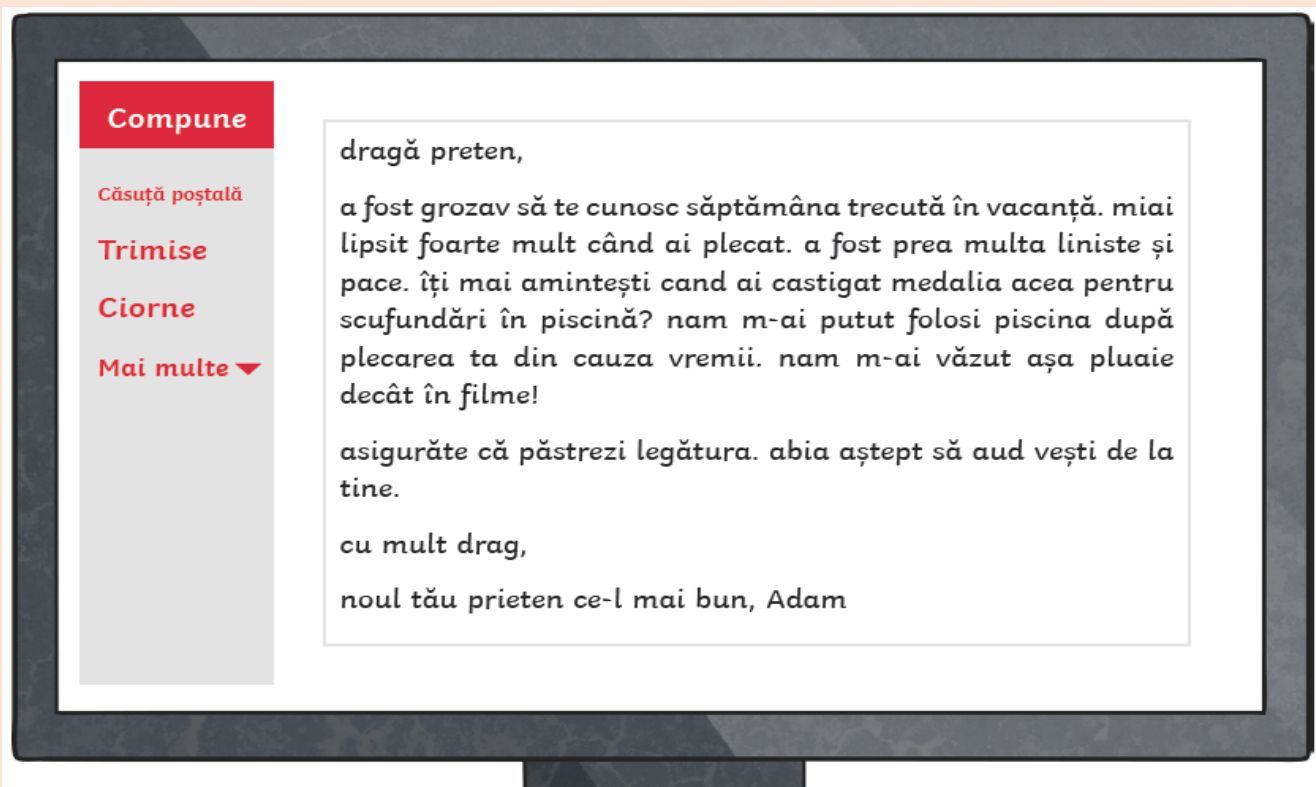 Compune
Căsuță poștală
Trimise
Ciorne
Mai multe
dragă preten,
a fost grozav să te cunosc săptămâna trecută în vacanță. miai
lipsit foarte mult când ai plecat. a fost prea multa liniste și
pace. îți mai amintești cand ai castigat medalia acea pentru
scufundări în piscină? nam m-ai putut folosi piscina după
plecarea ta din cauza vremii. nam m-ai văzut așa pluaie
decât în filme!
asigurăte că păstrezi legătura. abia aștept să aud vești de la
tine.
cu mult drag,
noul tău prieten ce-l mai bun, Adam